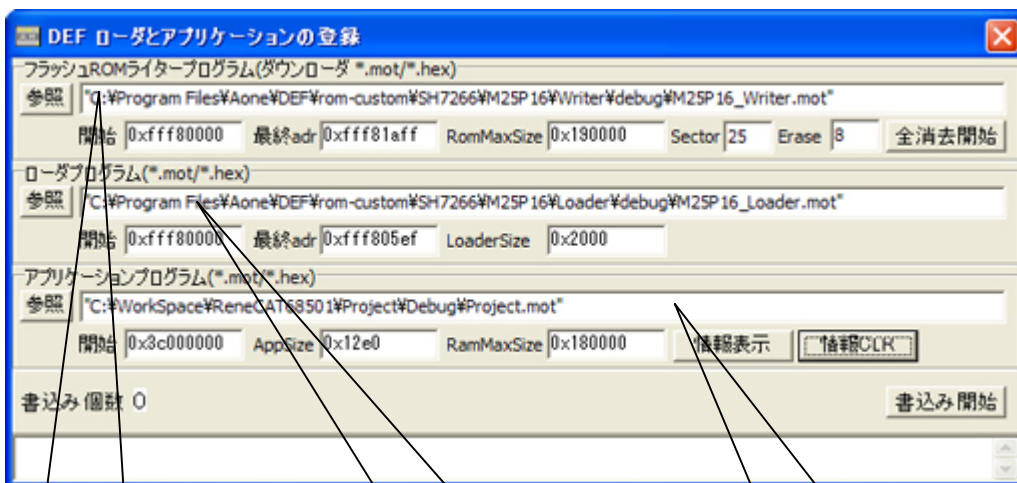 DEF ローダとアプリケーションの登録
フラッシュROMライタープログラム(ダウンローダ *.mot/*.hex)
参照 "C:¥Program Files¥Aone¥DEF¥rom-custom¥SH7266¥M25P16¥Writer¥debug¥M25P16_Writer.mot"
開始 0xfff80000 最終adr 0xfff81aff RomMaxSize 0x190000 Sector 25 Erase 8 全消去開始
ローダプログラム(*.mot/*.hex)
参照 "C:¥Program Files¥Aone¥DEF¥rom-custom¥SH7266¥M25P16¥Loader¥debug¥M25P16_Loader.mot"
開始 0xfff80000 最終adr 0xfff805ef LoaderSize 0x2000
アプリケーションプログラム(*.mot/*.hex)
参照 "C:¥WorkSpace¥ReneCAT68501¥Project¥Debug¥Project.mot"
開始 0x3c000000 AppSize 0x12e0 RamMaxSize 0x180000 情報表示 情報CLR
書込み個数 0 書込み開始